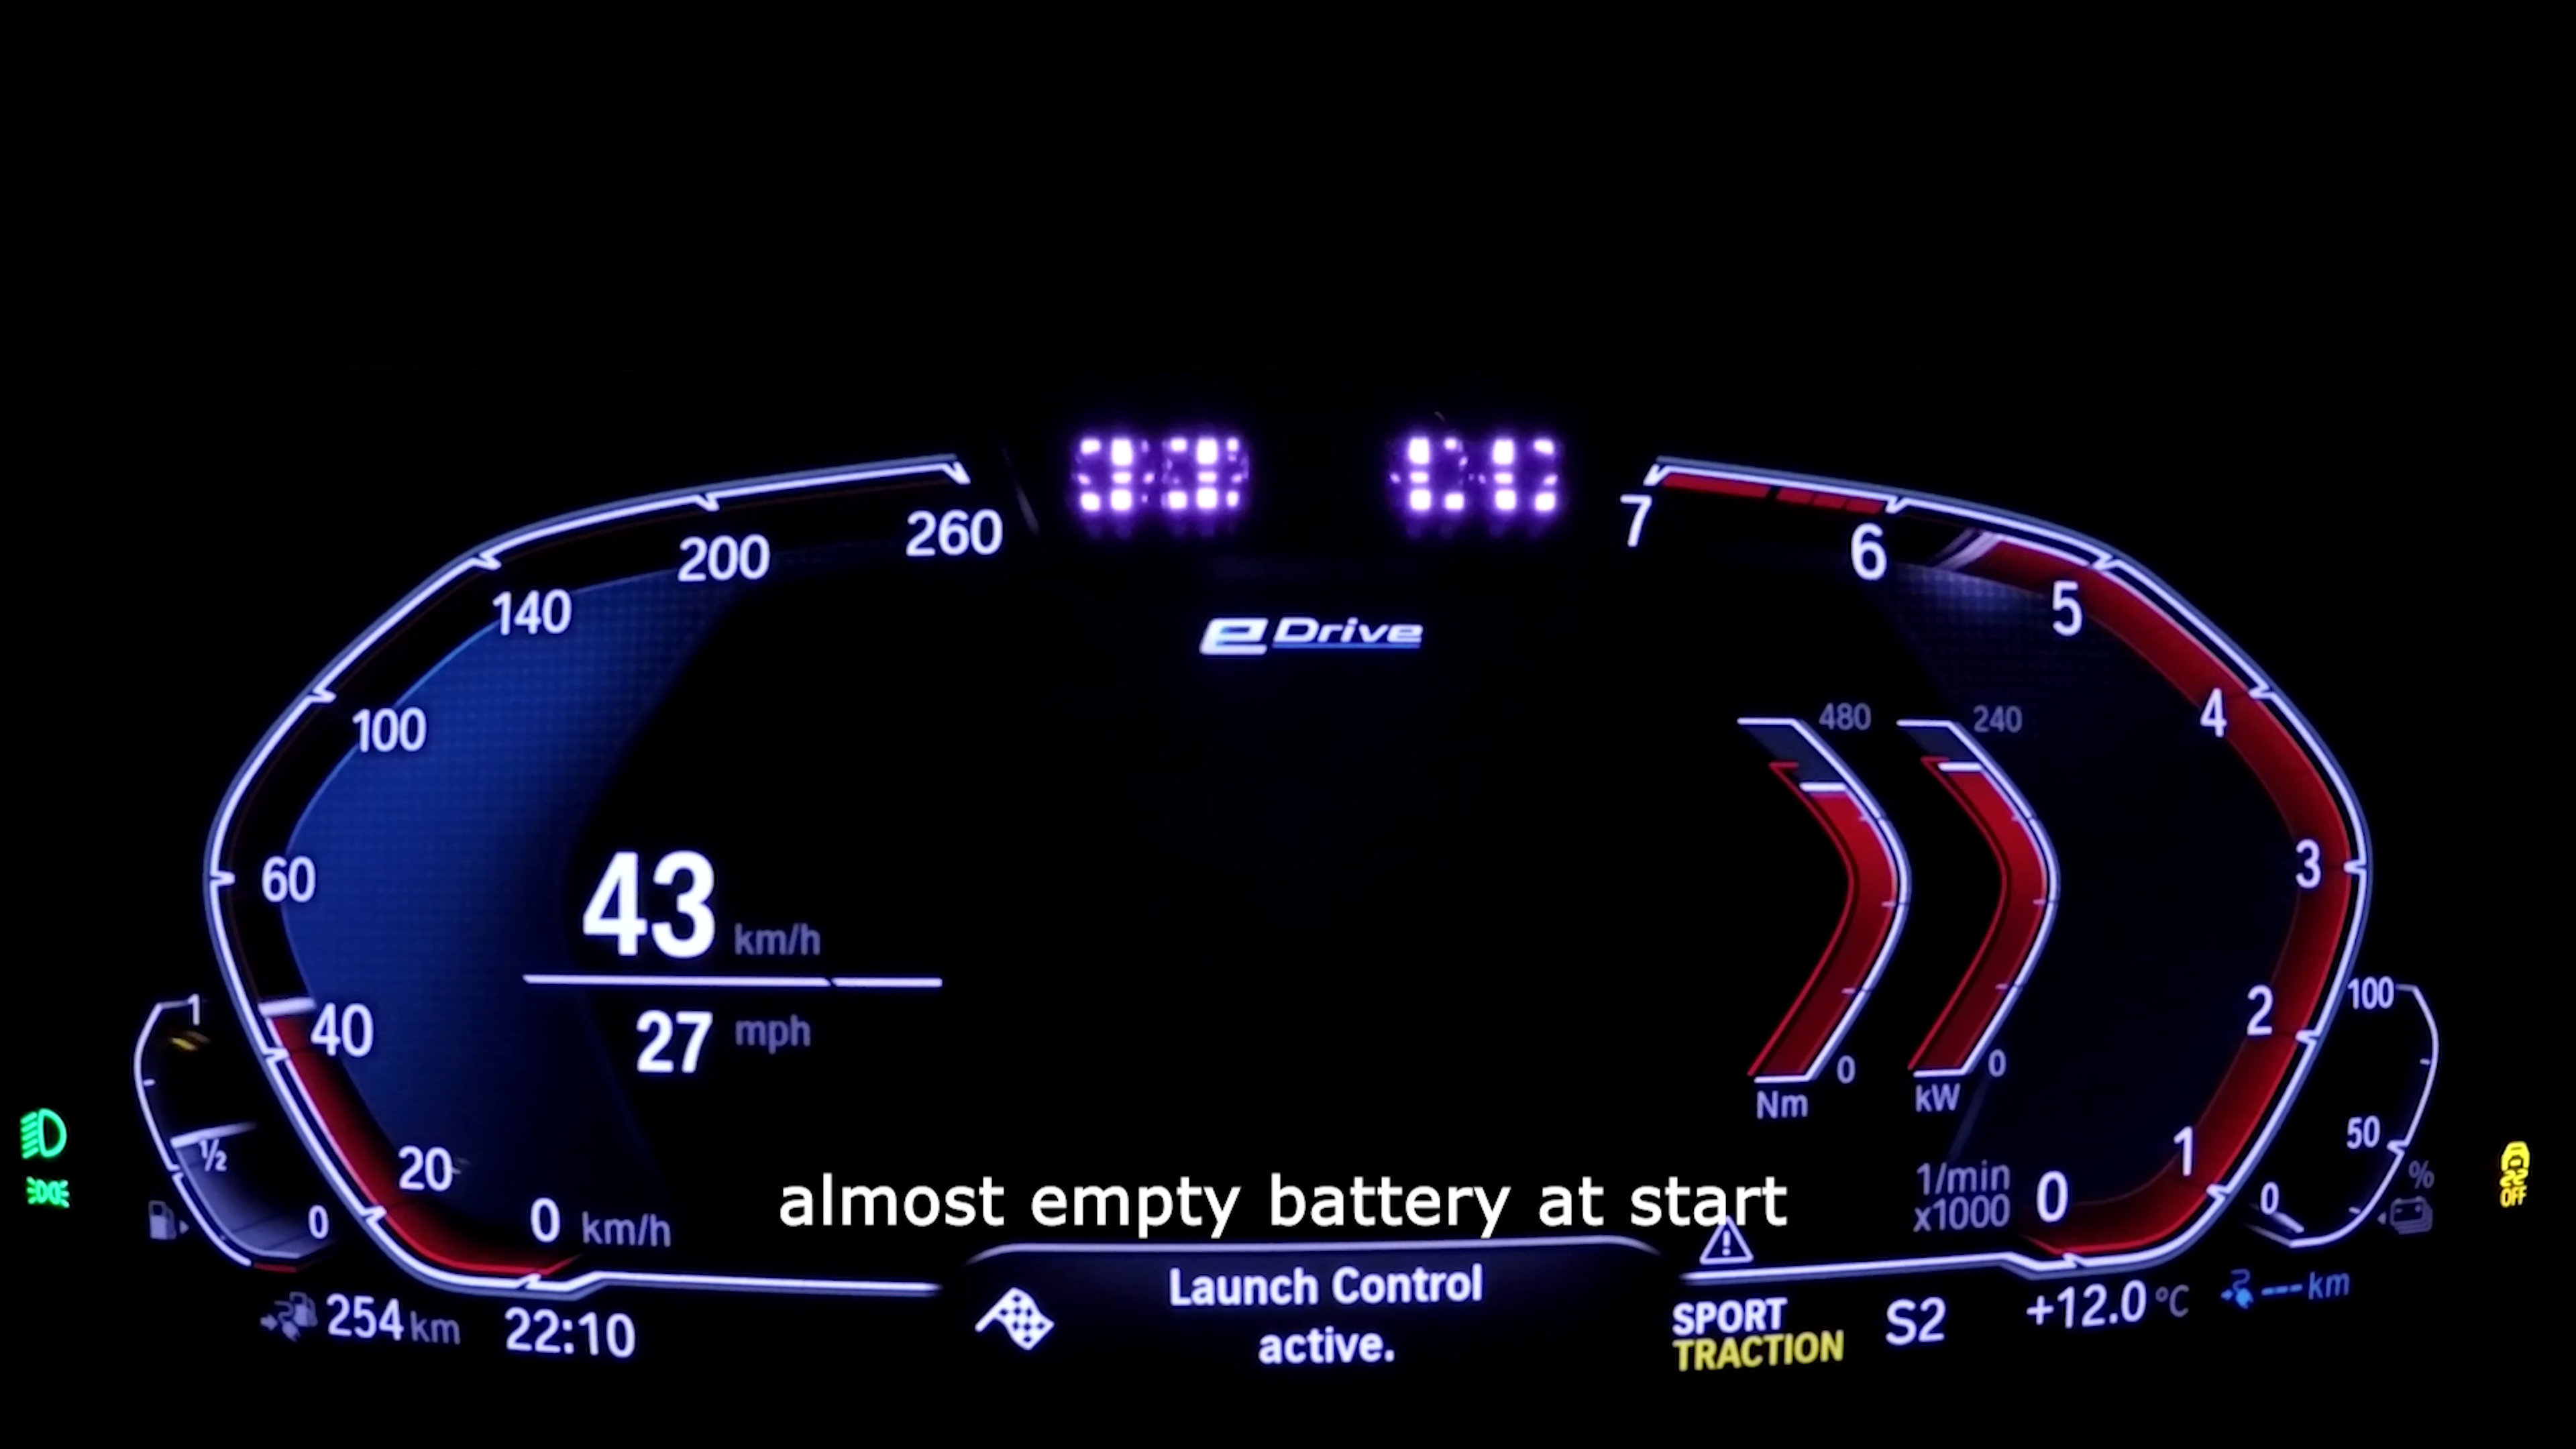 260
200
140
100
60
40
20
0 km/h
43 km/h
27 mph
1
½
0
254 km
22:10
eDrive
7
6
5
4
3
2
1
0
1/min
x1000
480
0
Nm
240
0
kW
100
50
0
%
OFF
almost empty battery at start
Launch Control
active.
SPORT
TRACTION
S2
+12.0 °C
--- km